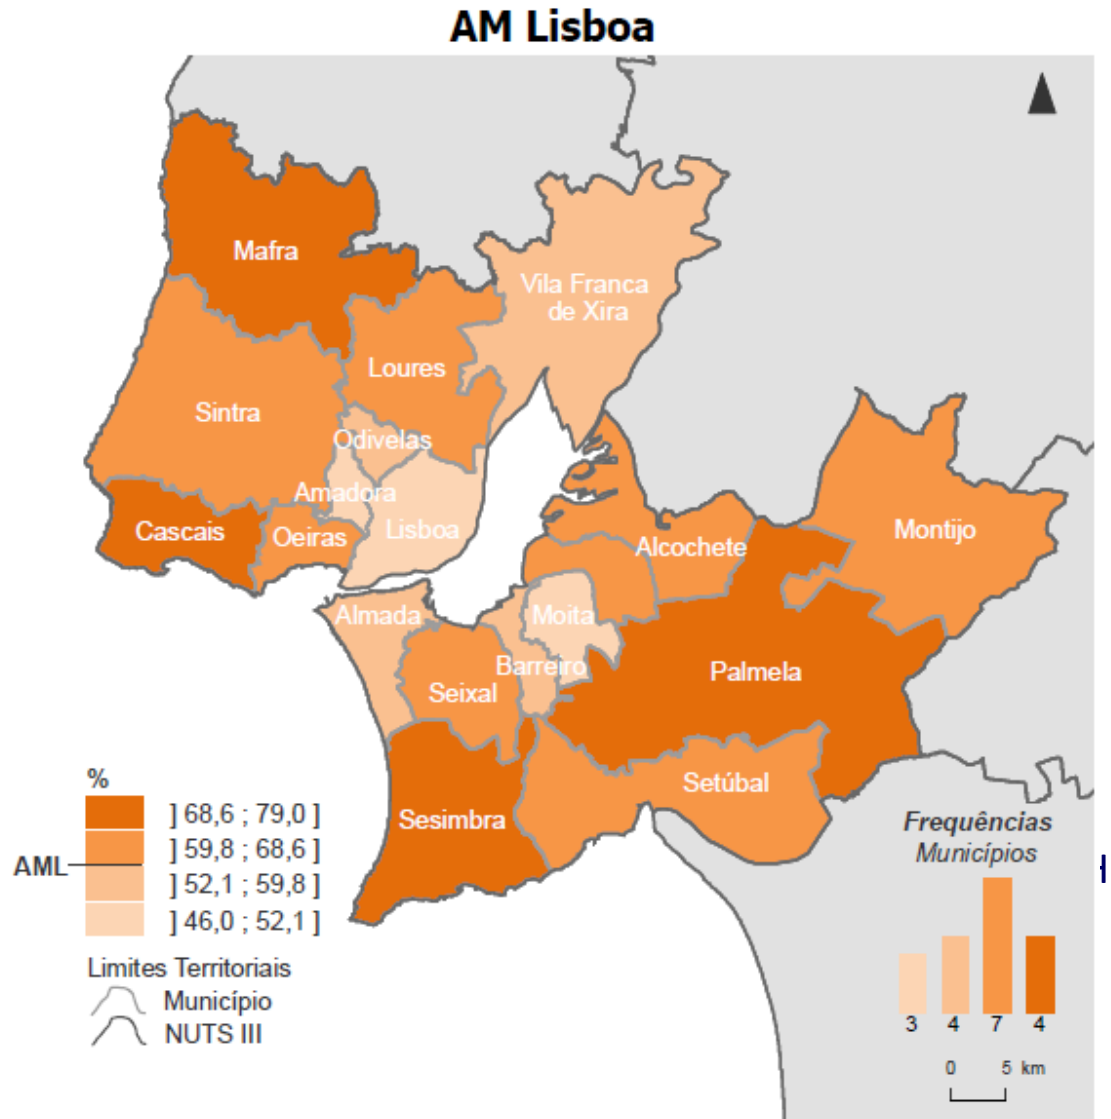 AM Lisboa
Mafra
Vila Franca
de Xira
Loures
Sintra
Odivelas
Amadora
Cascais
Oeiras
Lisboa
Montijo
Alcochete
Almada
Moita
Barreiro
Palmela
Seixal
Setúbal
Sesimbra
%
] 68,6 ; 79,0 ]
] 59,8 ; 68,6 ]
AML
] 52,1 ; 59,8 ]
] 46,0 ; 52,1 ]
Limites Territoriais
Município
NUTS III
Frequências
Municípios
3 4 7 4
0 5 km